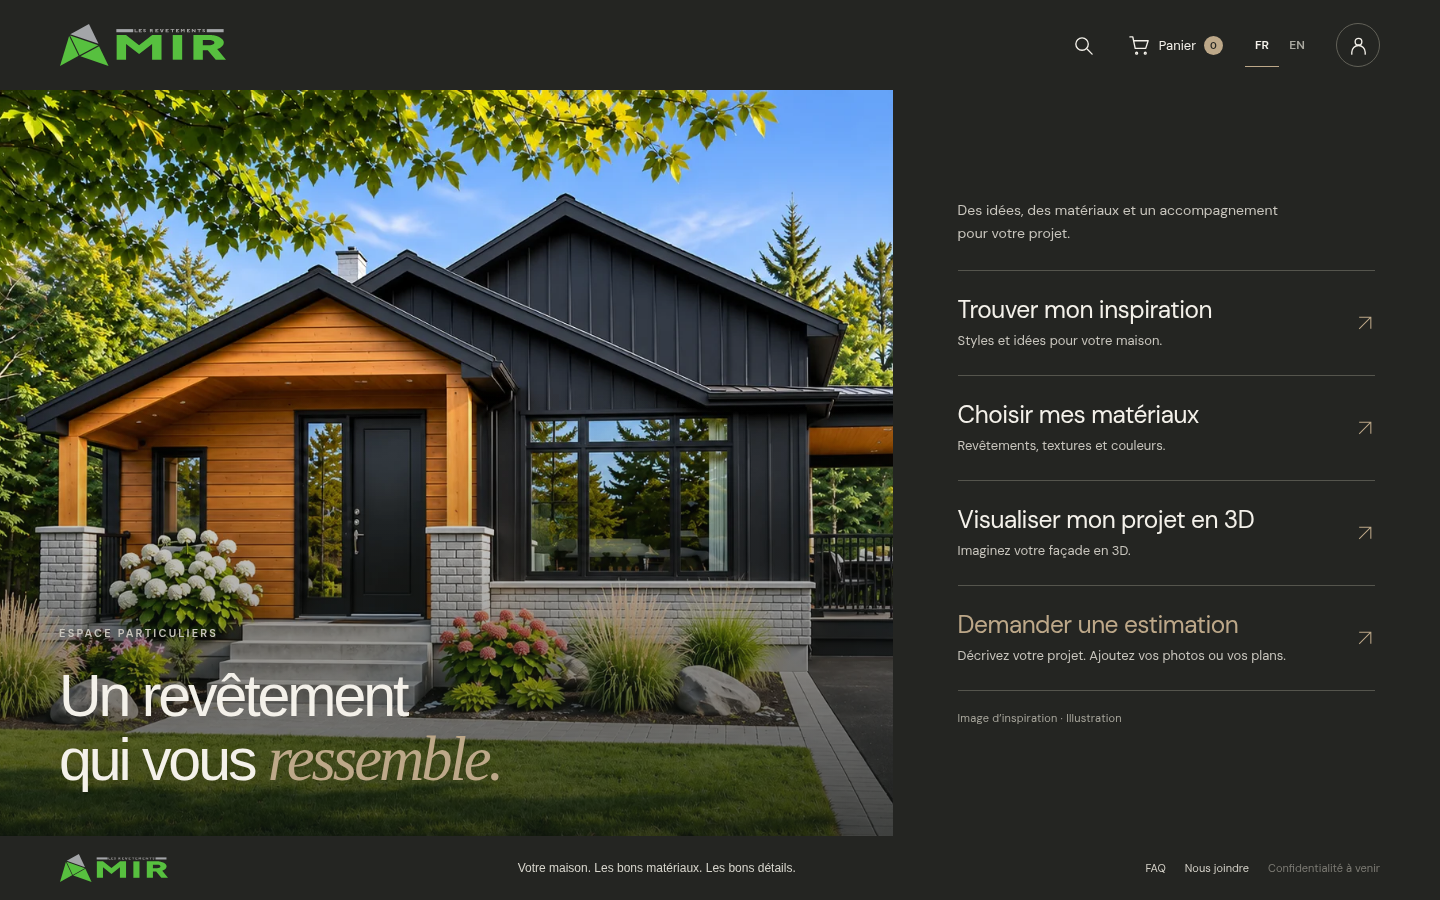 LES REVÊTEMENTS
MIR
Panier 0
FR EN
Des idées, des matériaux et un accompagnement
pour votre projet.
Trouver mon inspiration
Styles et idées pour votre maison.
Choisir mes matériaux
Revêtements, textures et couleurs.
Visualiser mon projet en 3D
Imaginez votre façade en 3D.
Demander une estimation
Décrivez votre projet. Ajoutez vos photos ou vos plans.
Image d’inspiration · Illustration
ESPACE PARTICULIERS
Un revêtement
qui vous ressemble.
LES REVÊTEMENTS
MIR
Votre maison. Les bons matériaux. Les bons détails.
FAQ Nous joindre Confidentialité à venir